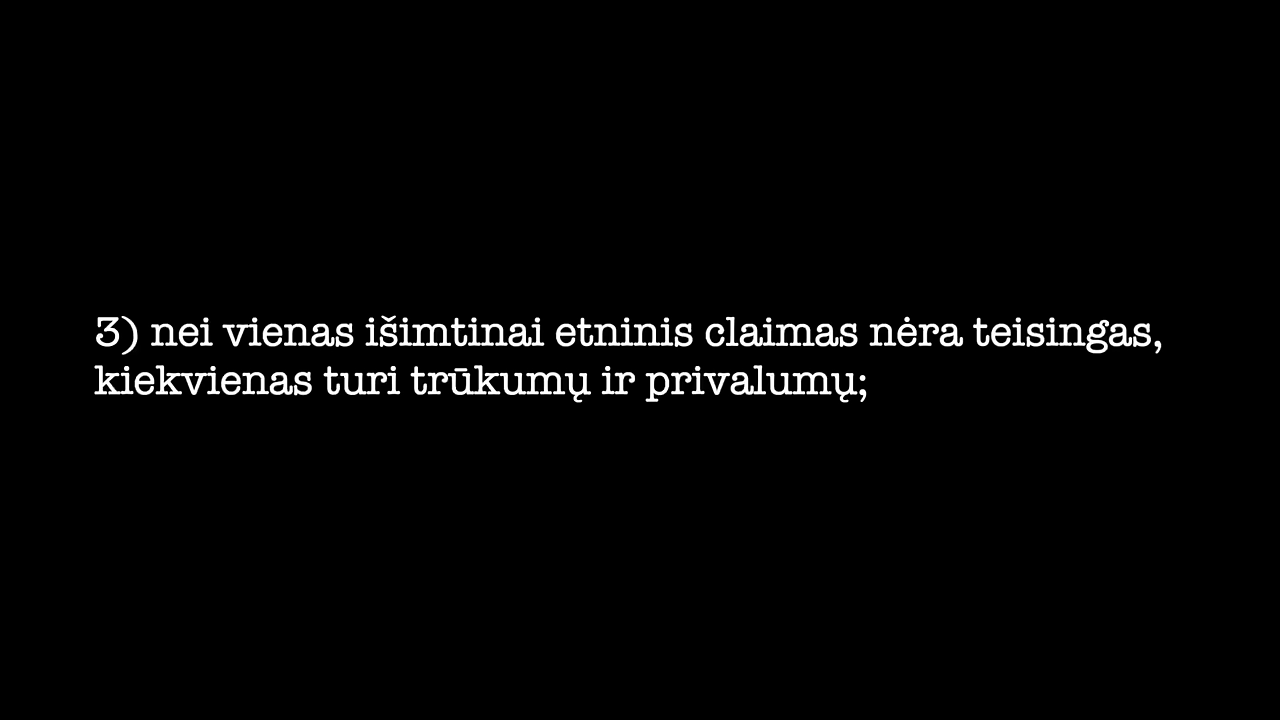 3) nei vienas išimtinai etninis claimas nėra teisingas,
kiekvienas turi trūkumų ir privalumų;